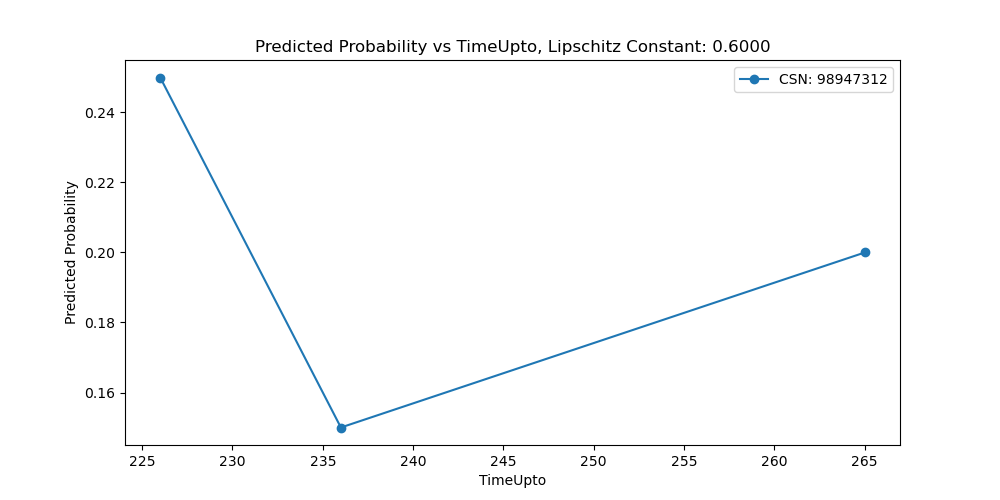 Predicted Probability vs TimeUpto, Lipschitz Constant: 0.6000
CSN: 98947312
Predicted Probability
0.24
0.22
0.20
0.18
0.16
225 230 235 240 245 250 255 260 265
TimeUpto